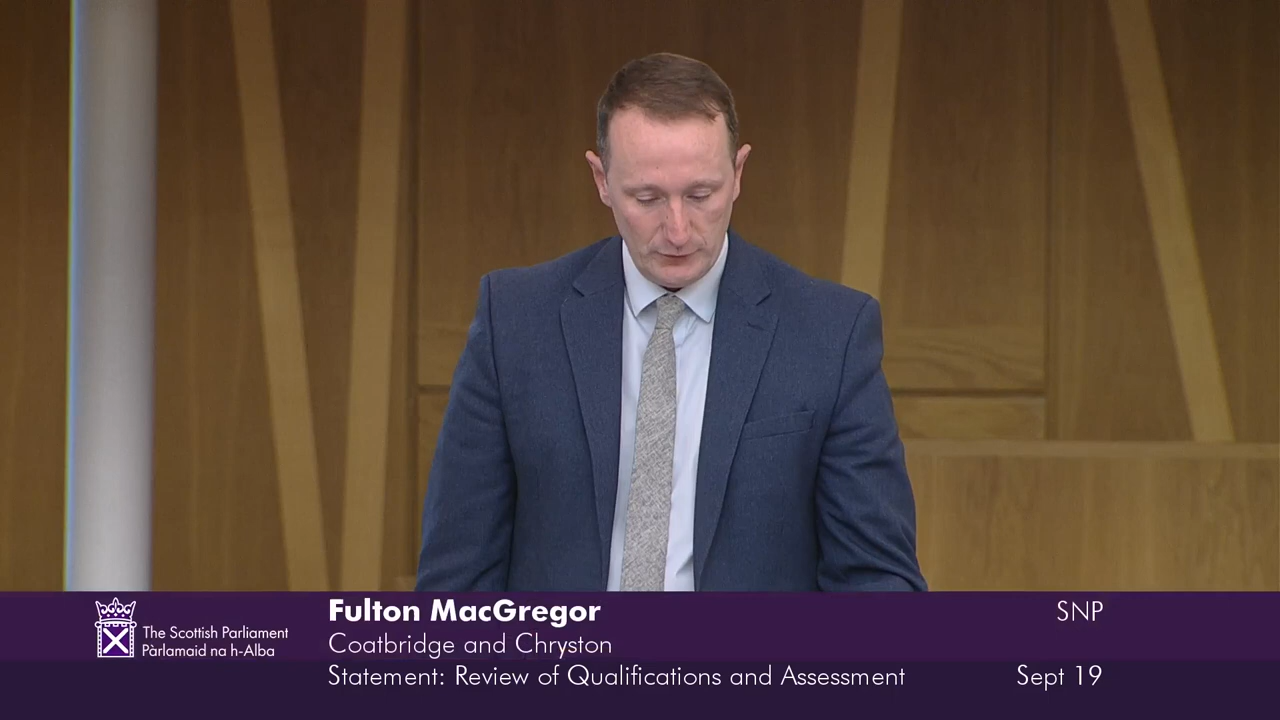 Fulton MacGregor
SNP
The Scottish Parliament
Pàrlamaid na h-Alba
Coatbridge and Chryston
Statement: Review of Qualifications and Assessment
Sept 19